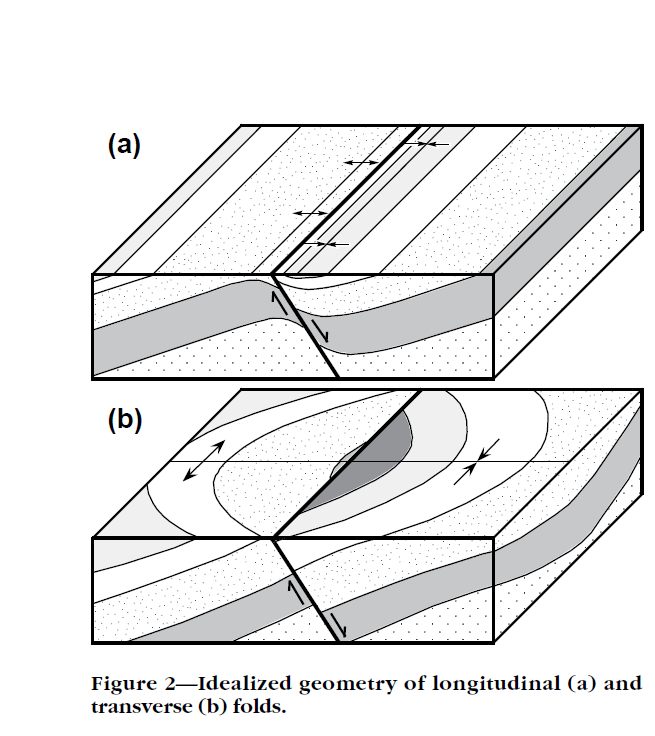 (a)
(b)
Figure 2—Idealized geometry of longitudinal (a) and
transverse (b) folds.